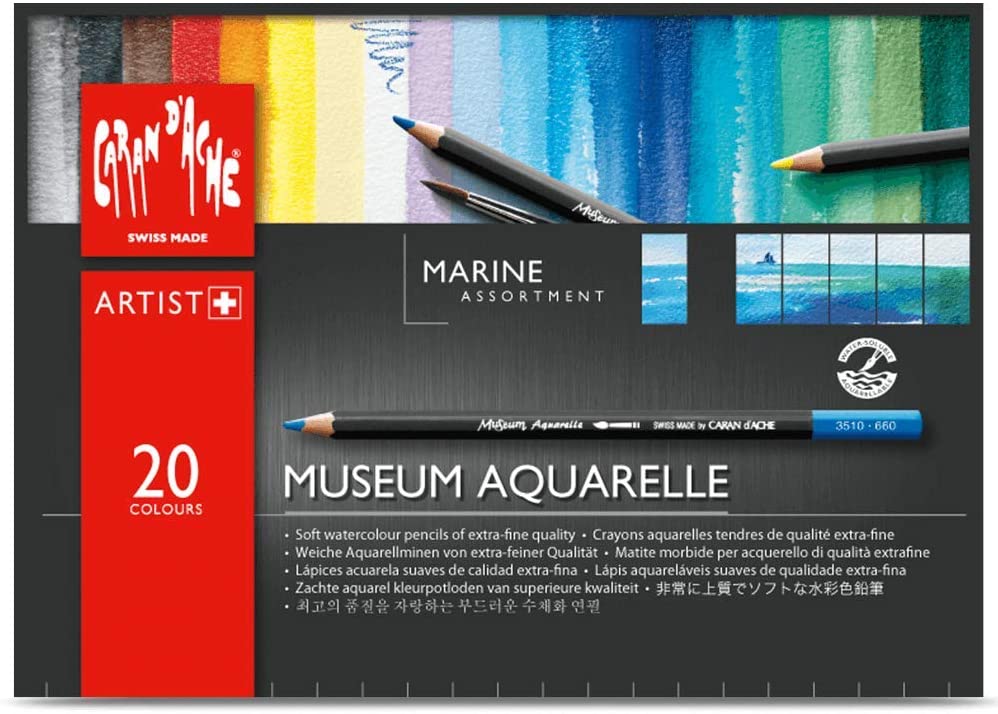 CARAN D'ACHE®
SWISS MADE
ARTIST+
Museum
MARINE
ASSORTMENT
WATER-SOLUBLE
AQUARELLABLE
Museum Aquarelle SWISS MADE by CARAN d'ACHE 3510 · 660
20
COLOURS
MUSEUM AQUARELLE
• Soft watercolour pencils of extra-fine quality • Crayons aquarelles tendres de qualité extra-fine
• Weiche Aquarellminen von extra-feiner Qualität • Matite morbide per acquerello di qualità extrafine
• Lápices acuarela suaves de calidad extra-fina • Lápis aquareláveis suaves de qualidade extra-fina
• Zachte aquarel kleurpotloden van superieure kwaliteit • 非常に上質でソフトな水彩色鉛筆
• 최고의 품질을 자랑하는 부드러운 수채화 연필